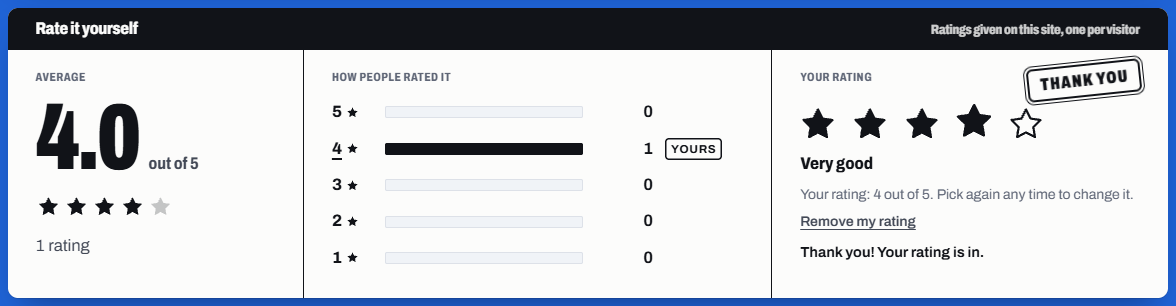 Rate it yourself
Ratings given on this site, one per visitor
AVERAGE
4.0 out of 5
1 rating
HOW PEOPLE RATED IT
5 ★ 0
4 ★ 1 YOURS
3 ★ 0
2 ★ 0
1 ★ 0
YOUR RATING
THANK YOU
Very good
Your rating: 4 out of 5. Pick again any time to change it.
Remove my rating
Thank you! Your rating is in.